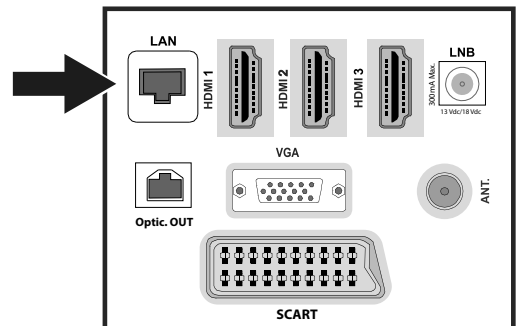 LAN
HDMI 1
HDMI 2
HDMI 3
LNB
300mA Max.
13 Vdc/18 Vdc
VGA
ANT.
Optic. OUT
SCART